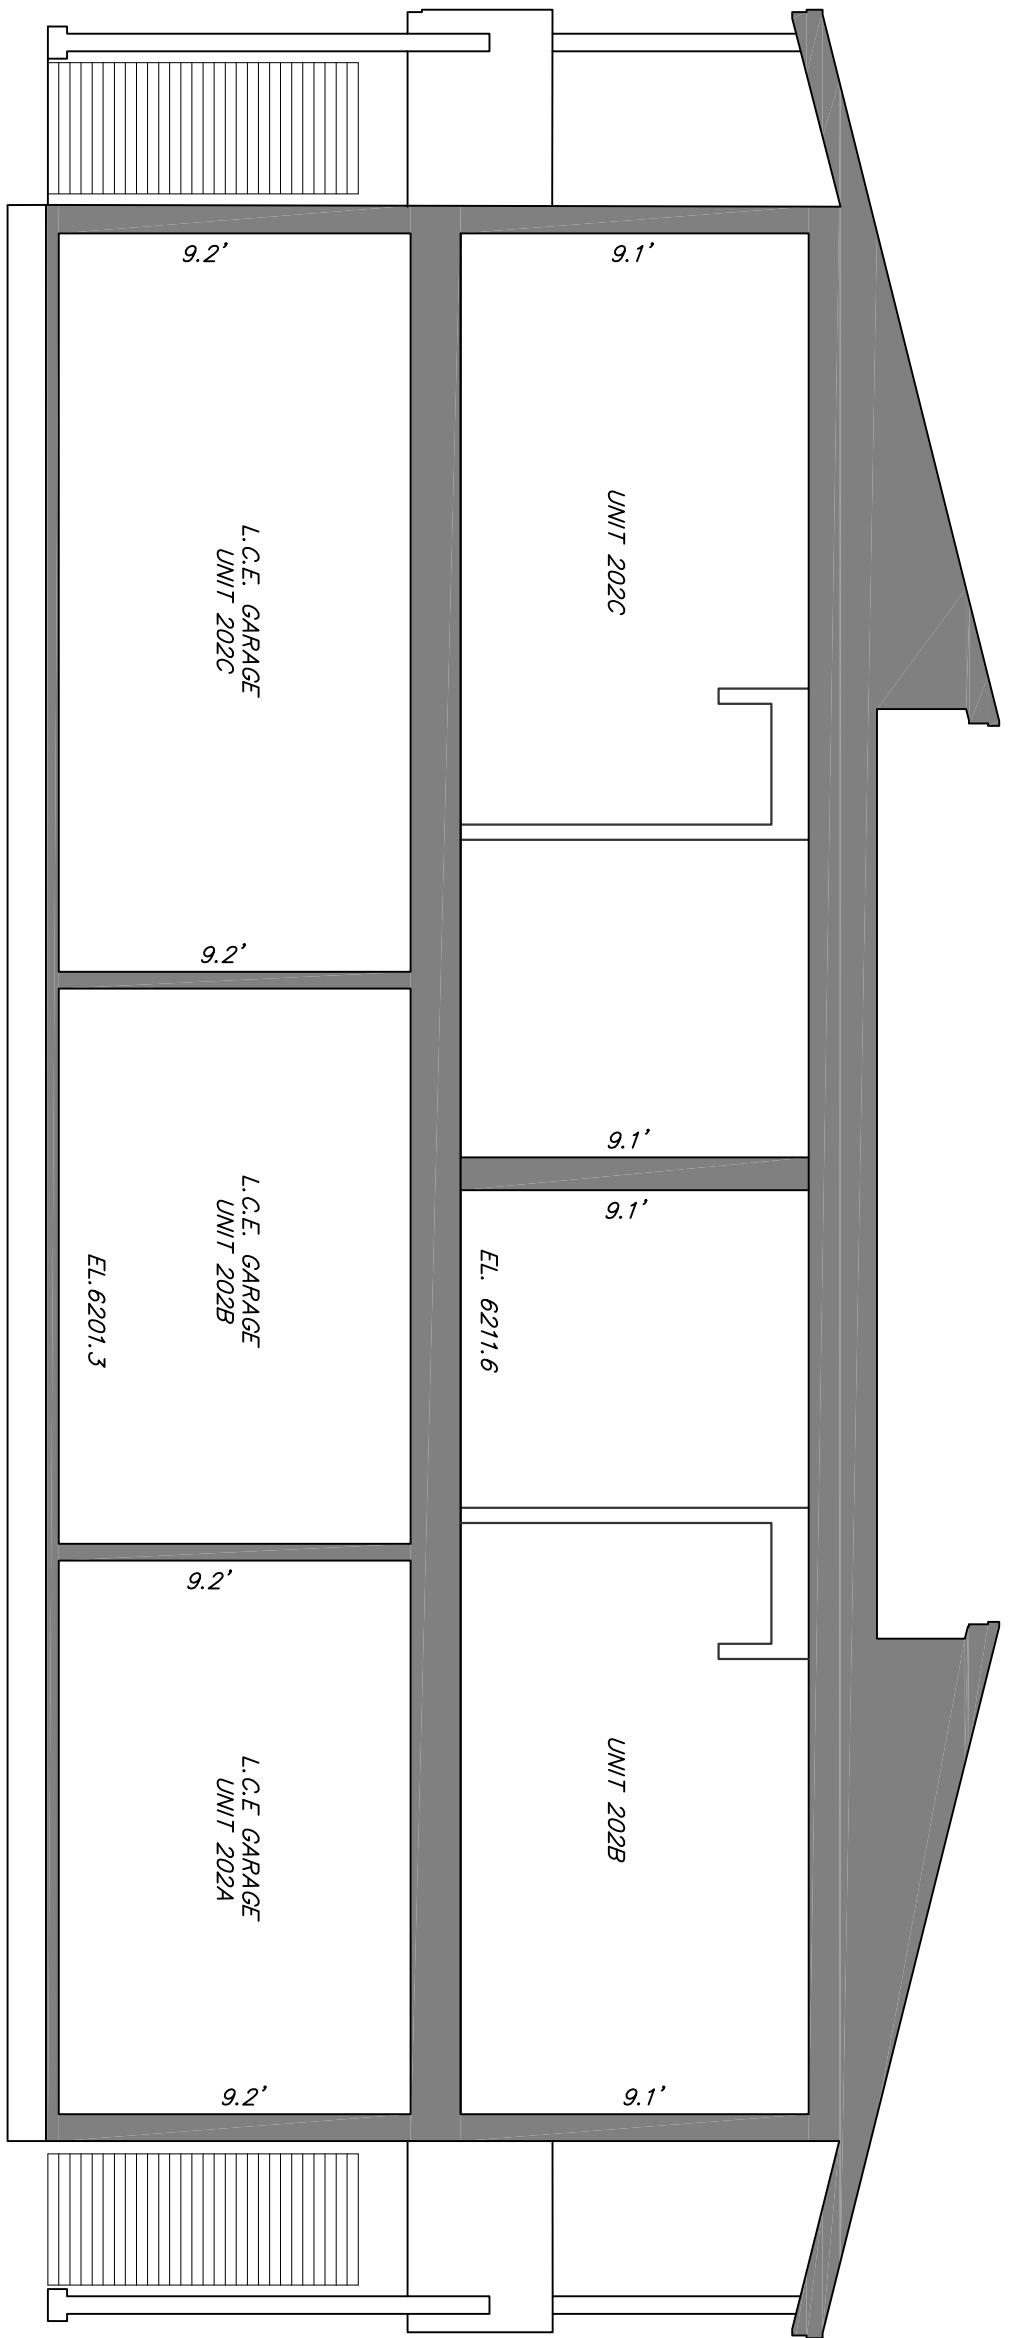 9.1'
UNIT 202C
9.1'
9.1'
EL. 6211.6
UNIT 202B
9.1'
9.2'
L.C.E. GARAGE
UNIT 202C
9.2'
L.C.E. GARAGE
UNIT 202B
EL.6201.3
9.2'
L.C.E GARAGE
UNIT 202A
9.2'